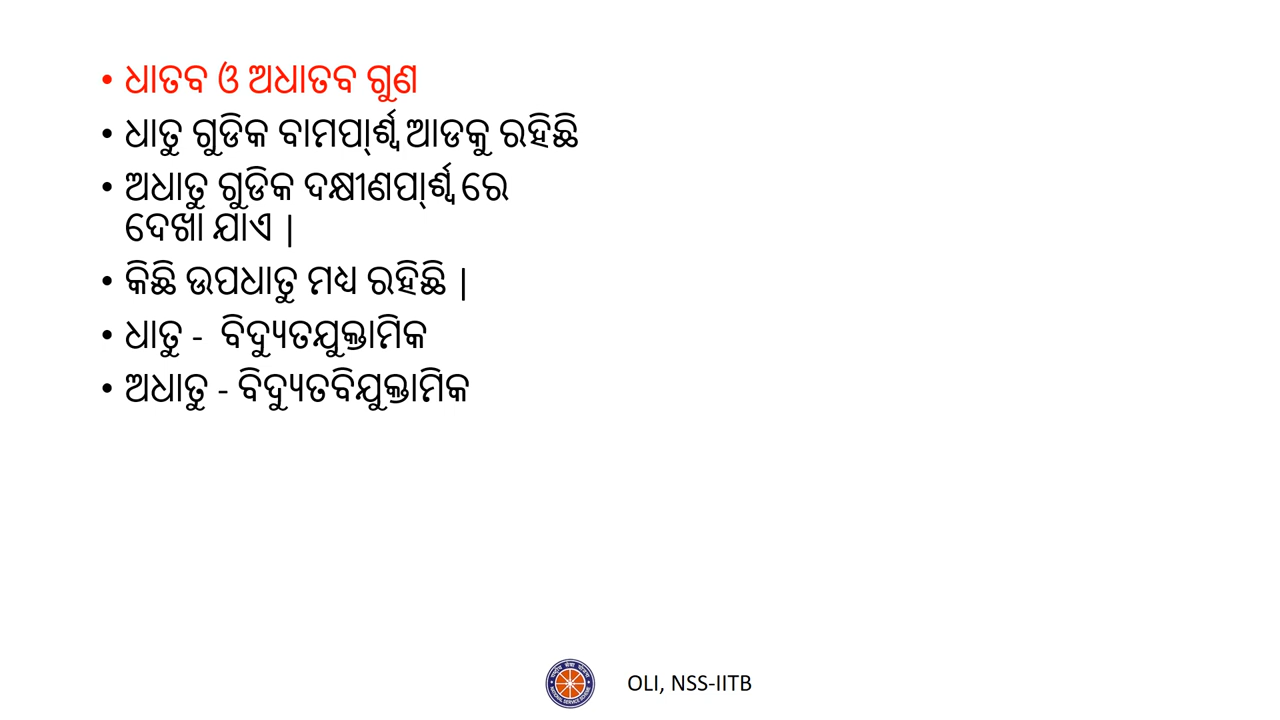 • ଧାତବ ଓ ଅଧାତବ ଗୁଣ
• ଧାତୁ ଗୁଡିକ ବାମପା୍ର୍ଶ୍ଵ ଆଡକୁ ରହିଛି
• ଅଧାତୁ ଗୁଡିକ ଦକ୍ଷୀଣପା୍ର୍ଶ୍ଵ ରେ
ଦେଖା ଯାଏ |
• କିଛି ଉପଧାତୁ ମଧ୍ୟ ରହିଛି |
• ଧାତୁ - ବିଦ୍ୟୁତଯୁକ୍ତାମିକ
• ଅଧାତୁ - ବିଦ୍ୟୁତବିଯୁକ୍ତାମିକ
OLI, NSS-IITB